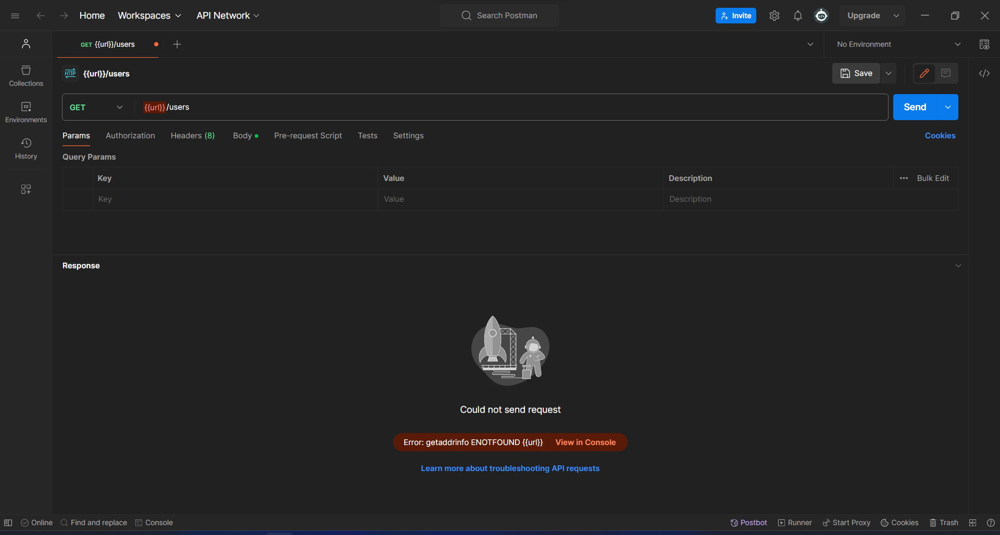 Home Workspaces API Network Search Postman Invite Upgrade
GET {{url}}/users No Environment
HTTP {{url}}/users Save
Collections
GET {{url}}/users Send
Environments
Params Authorization Headers (8) Body Pre-request Script Tests Settings Cookies
History
Query Params
Key Value Description Bulk Edit
Key Value Description
Response
Could not send request
Error: getaddrinfo ENOTFOUND {{url}} View in Console
Learn more about troubleshooting API requests
Online Find and replace Console Postbot Runner Start Proxy Cookies Trash